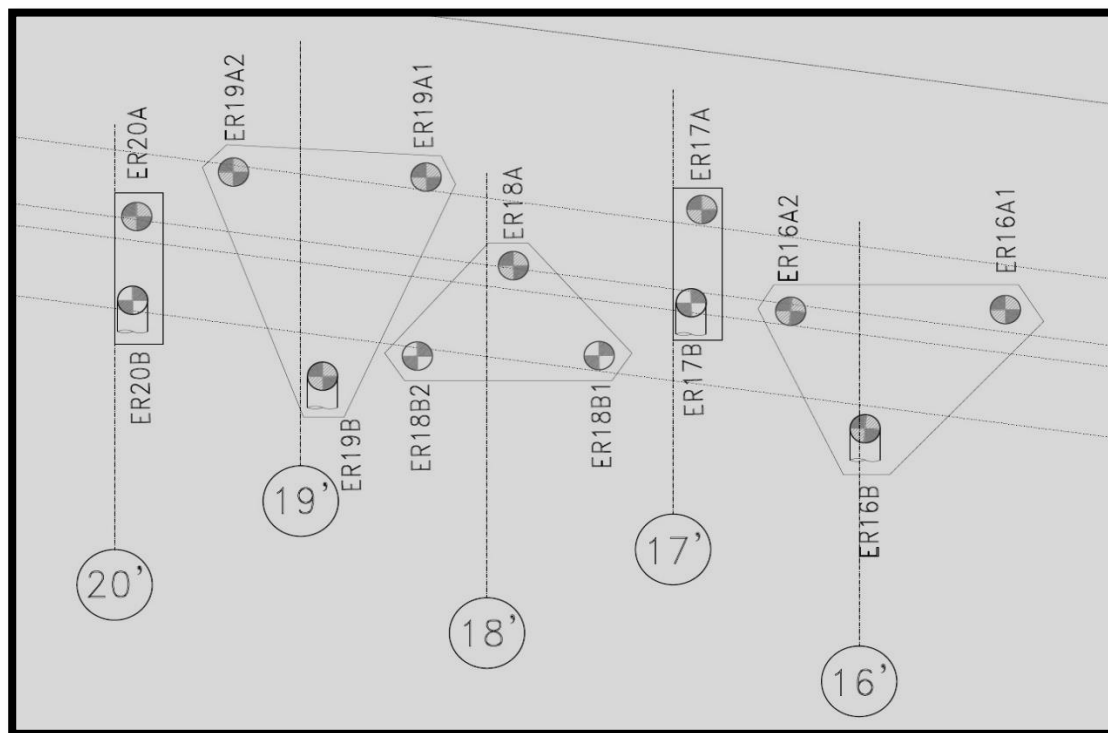 ER20A
ER19A2
ER19A1
ER18A
ER17A
ER16A2
ER16A1
ER20B
ER19B
ER18B2
ER18B1
ER17B
ER16B
20'
19'
18'
17'
16'